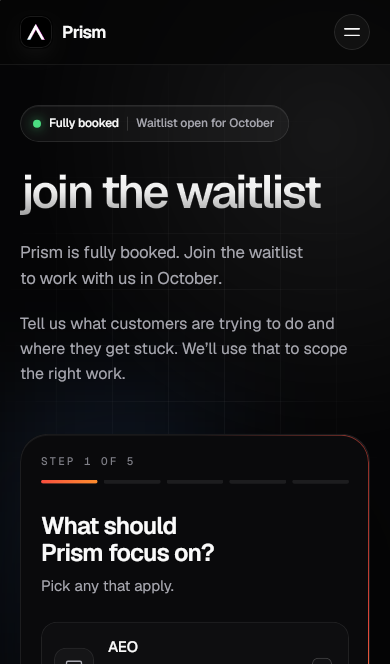 Prism
Fully booked | Waitlist open for October
join the waitlist
Prism is fully booked. Join the waitlist
to work with us in October.
Tell us what customers are trying to do and
where they get stuck. We’ll use that to scope
the right work.
STEP 1 OF 5
What should
Prism focus on?
Pick any that apply.
AEO